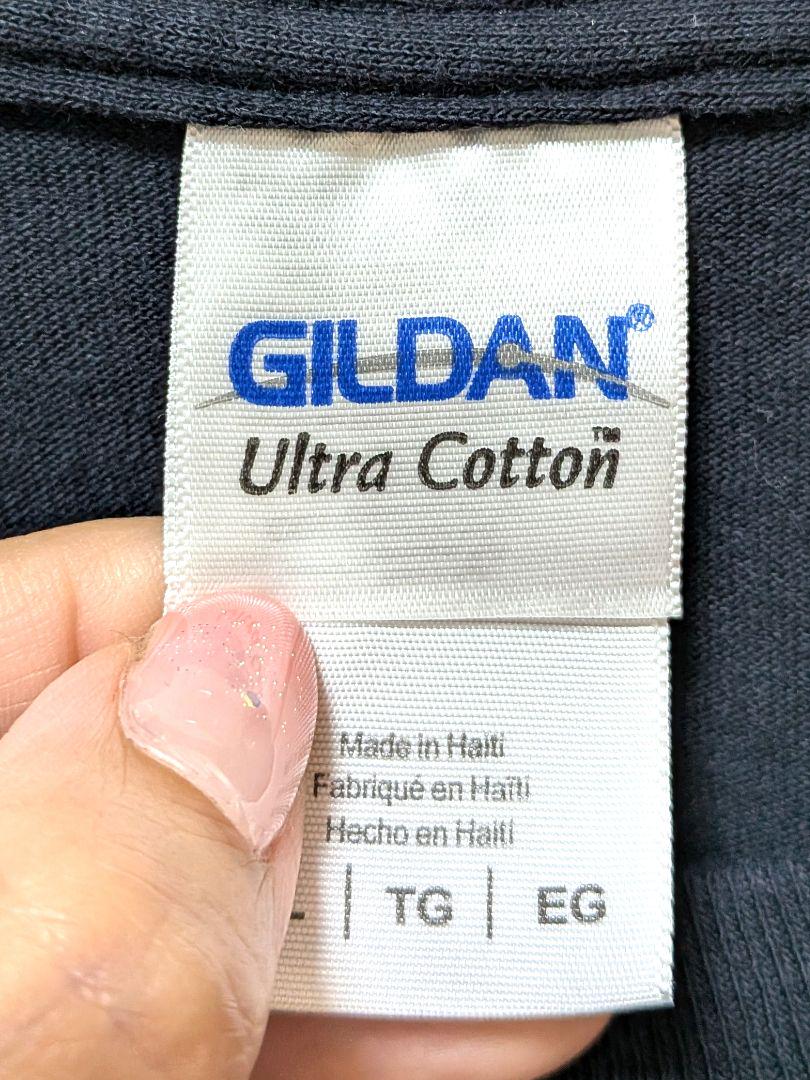 GILDAN®
Ultra Cotton™
Made in Haiti
Fabriqué en Haïti
Hecho en Haití
L | TG | EG